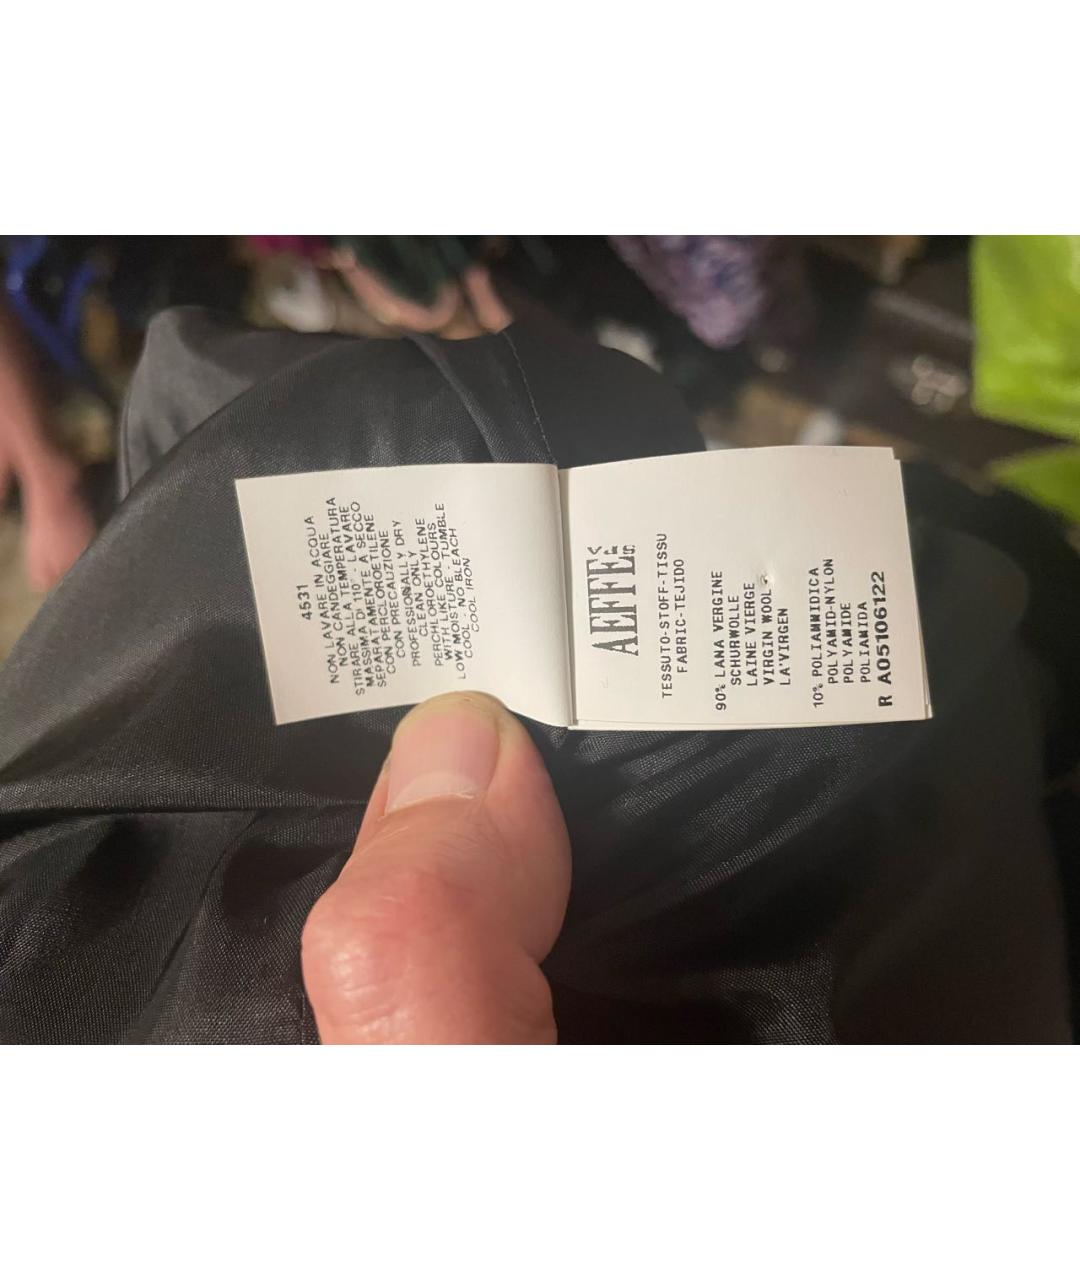 4531
NON LAVARE IN ACQUA
NON CANDEGGIARE
STIRARE ALLA TEMPERATURA
MASSIMA DI 110° - LAVARE
SEPARATAMENTE A SECCO
CON PERCLOROETILENE
CON PRECAUZIONE
PROFESSIONALLY DRY
CLEAN ONLY
PERCHLOROETHYLENE
WITH LIKE COLOURS
LOW MOISTURE - TUMBLE
COOL - NO BLEACH
COOL IRON
AEFFE
TESSUTO-STOFF-TISSU
FABRIC-TEJIDO
90% LANA VERGINE
SCHURWOLLE
LAINE VIERGE
VIRGIN WOOL
LA'VIRGEN
10% POLIAMMIDICA
POLYAMID-NYLON
POLYAMIDE
POLIAMIDA
R A05106122